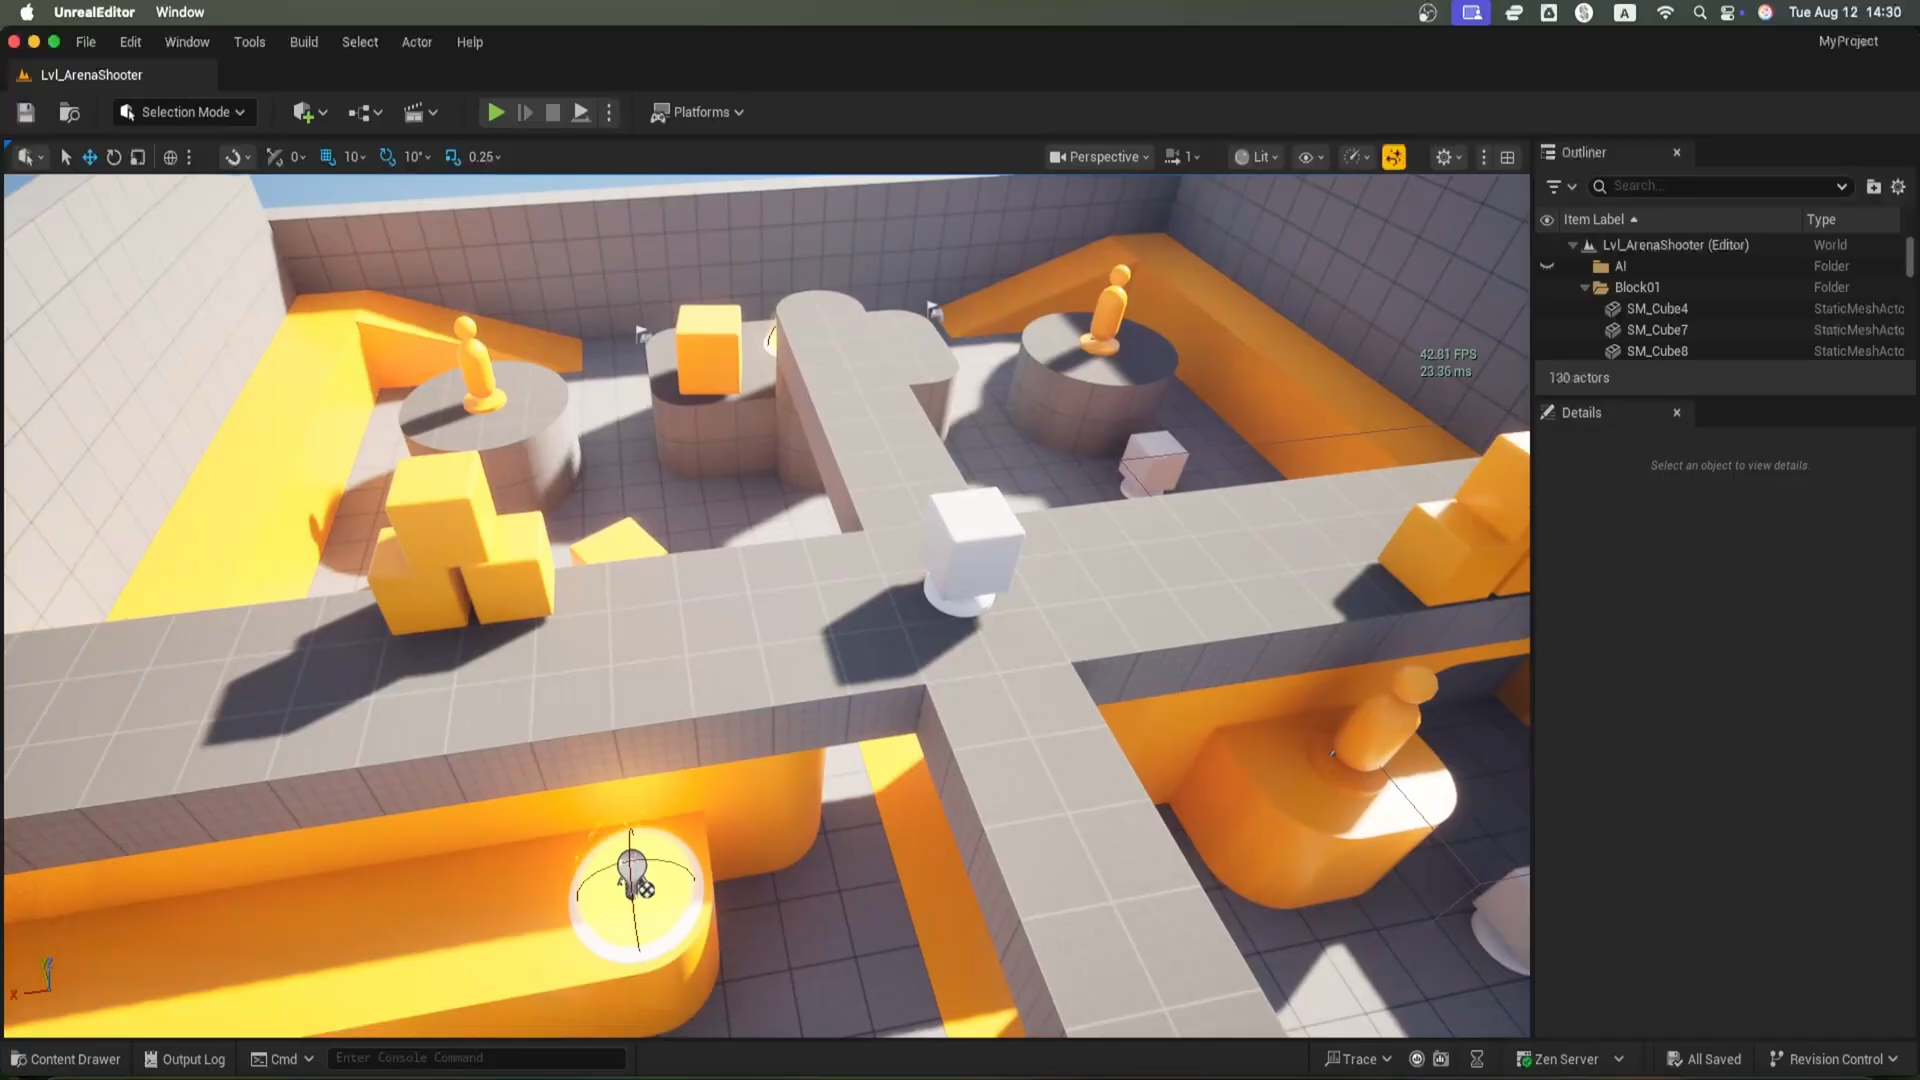 UnrealEditor Window A Tue Aug 12 14:30
File Edit Window Tools Build Select Actor Help MyProject
Lvl_ArenaShooter
Selection Mode Platforms
0 10 10° 0.25 Perspective 1 Lit
Outliner
Search...
Item Label Type
Lvl_ArenaShooter (Editor) World
AI Folder
Block01 Folder
SM_Cube4 StaticMeshActo
SM_Cube7 StaticMeshActo
SM_Cube8 StaticMeshActo
130 actors
42.81 FPS
23.36 ms
Details
Select an object to view details.
X
Content Drawer Output Log Cmd Enter Console Command Trace Zen Server All Saved Revision Control